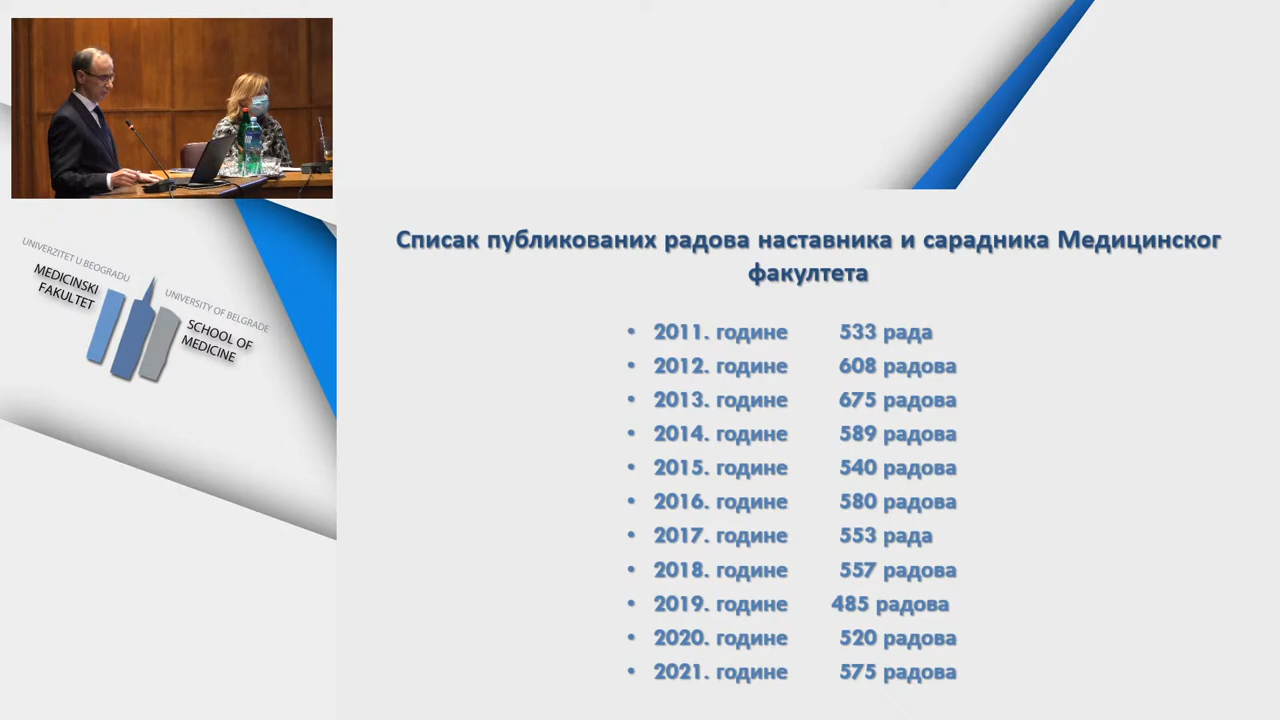 UNIVERZITET U BEOGRADU
MEDICINSKI
FAKULTET
UNIVERSITY OF BELGRADE
SCHOOL OF
MEDICINE
Списак публикованих радова наставника и сарадника Медицинског
факултета
• 2011. године 533 рада
• 2012. године 608 радова
• 2013. године 675 радова
• 2014. године 589 радова
• 2015. године 540 радова
• 2016. године 580 радова
• 2017. године 553 рада
• 2018. године 557 радова
• 2019. године 485 радова
• 2020. године 520 радова
• 2021. године 575 радова